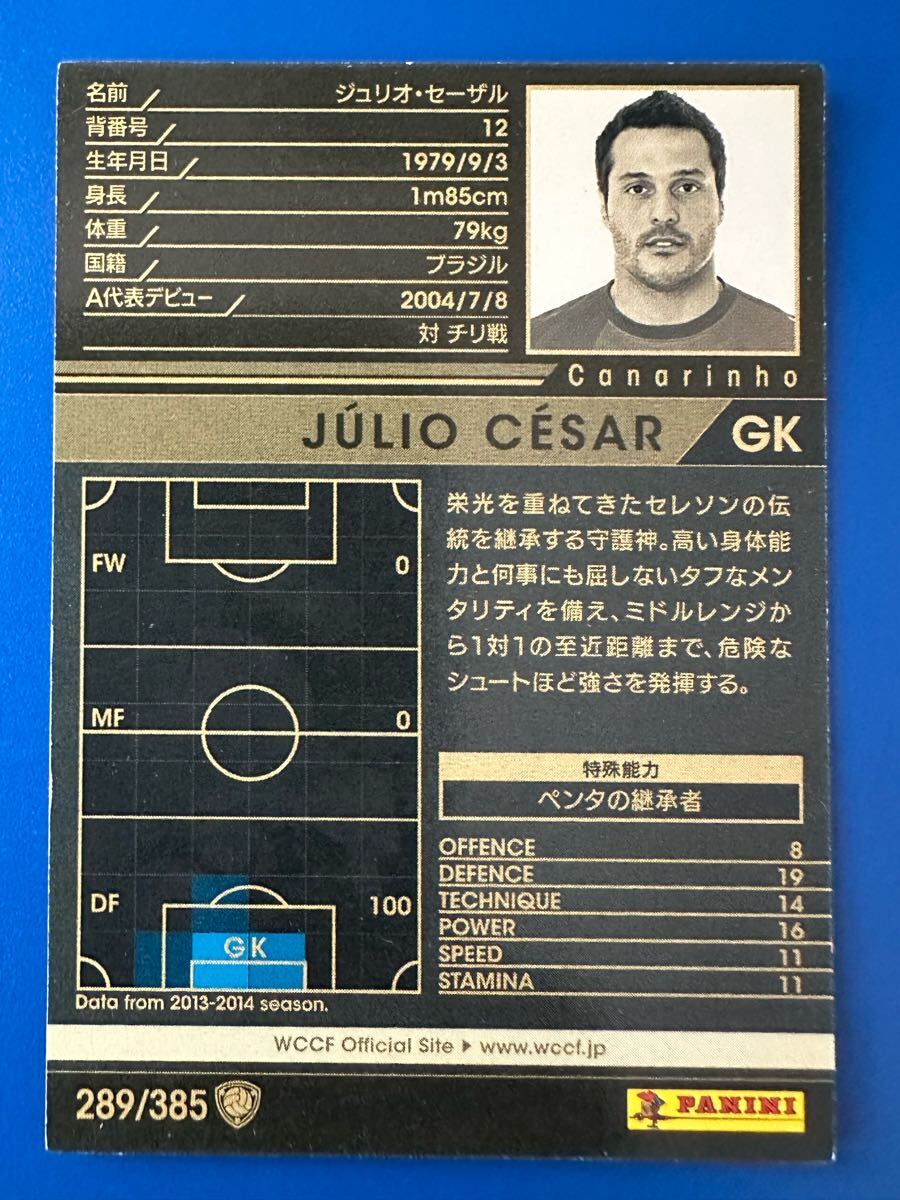 名前 ジュリオ・セーザル
背番号 12
生年月日 1979/9/3
身長 1m85cm
体重 79kg
国籍 ブラジル
A代表デビュー 2004/7/8
対 チリ戦
Canarinho
JÚLIO CÉSAR GK
FW 0
MF 0
DF 100
GK
Data from 2013-2014 season.
栄光を重ねてきたセレソンの伝
統を継承する守護神。高い身体能
力と何事にも屈しないタフなメン
タリティを備え、ミドルレンジか
ら1対1の至近距離まで、危険な
シュートほど強さを発揮する。
特殊能力
ペンタの継承者
OFFENCE 8
DEFENCE 19
TECHNIQUE 14
POWER 16
SPEED 11
STAMINA 11
WCCF Official Site ▶ www.wccf.jp
289/385
PANINI